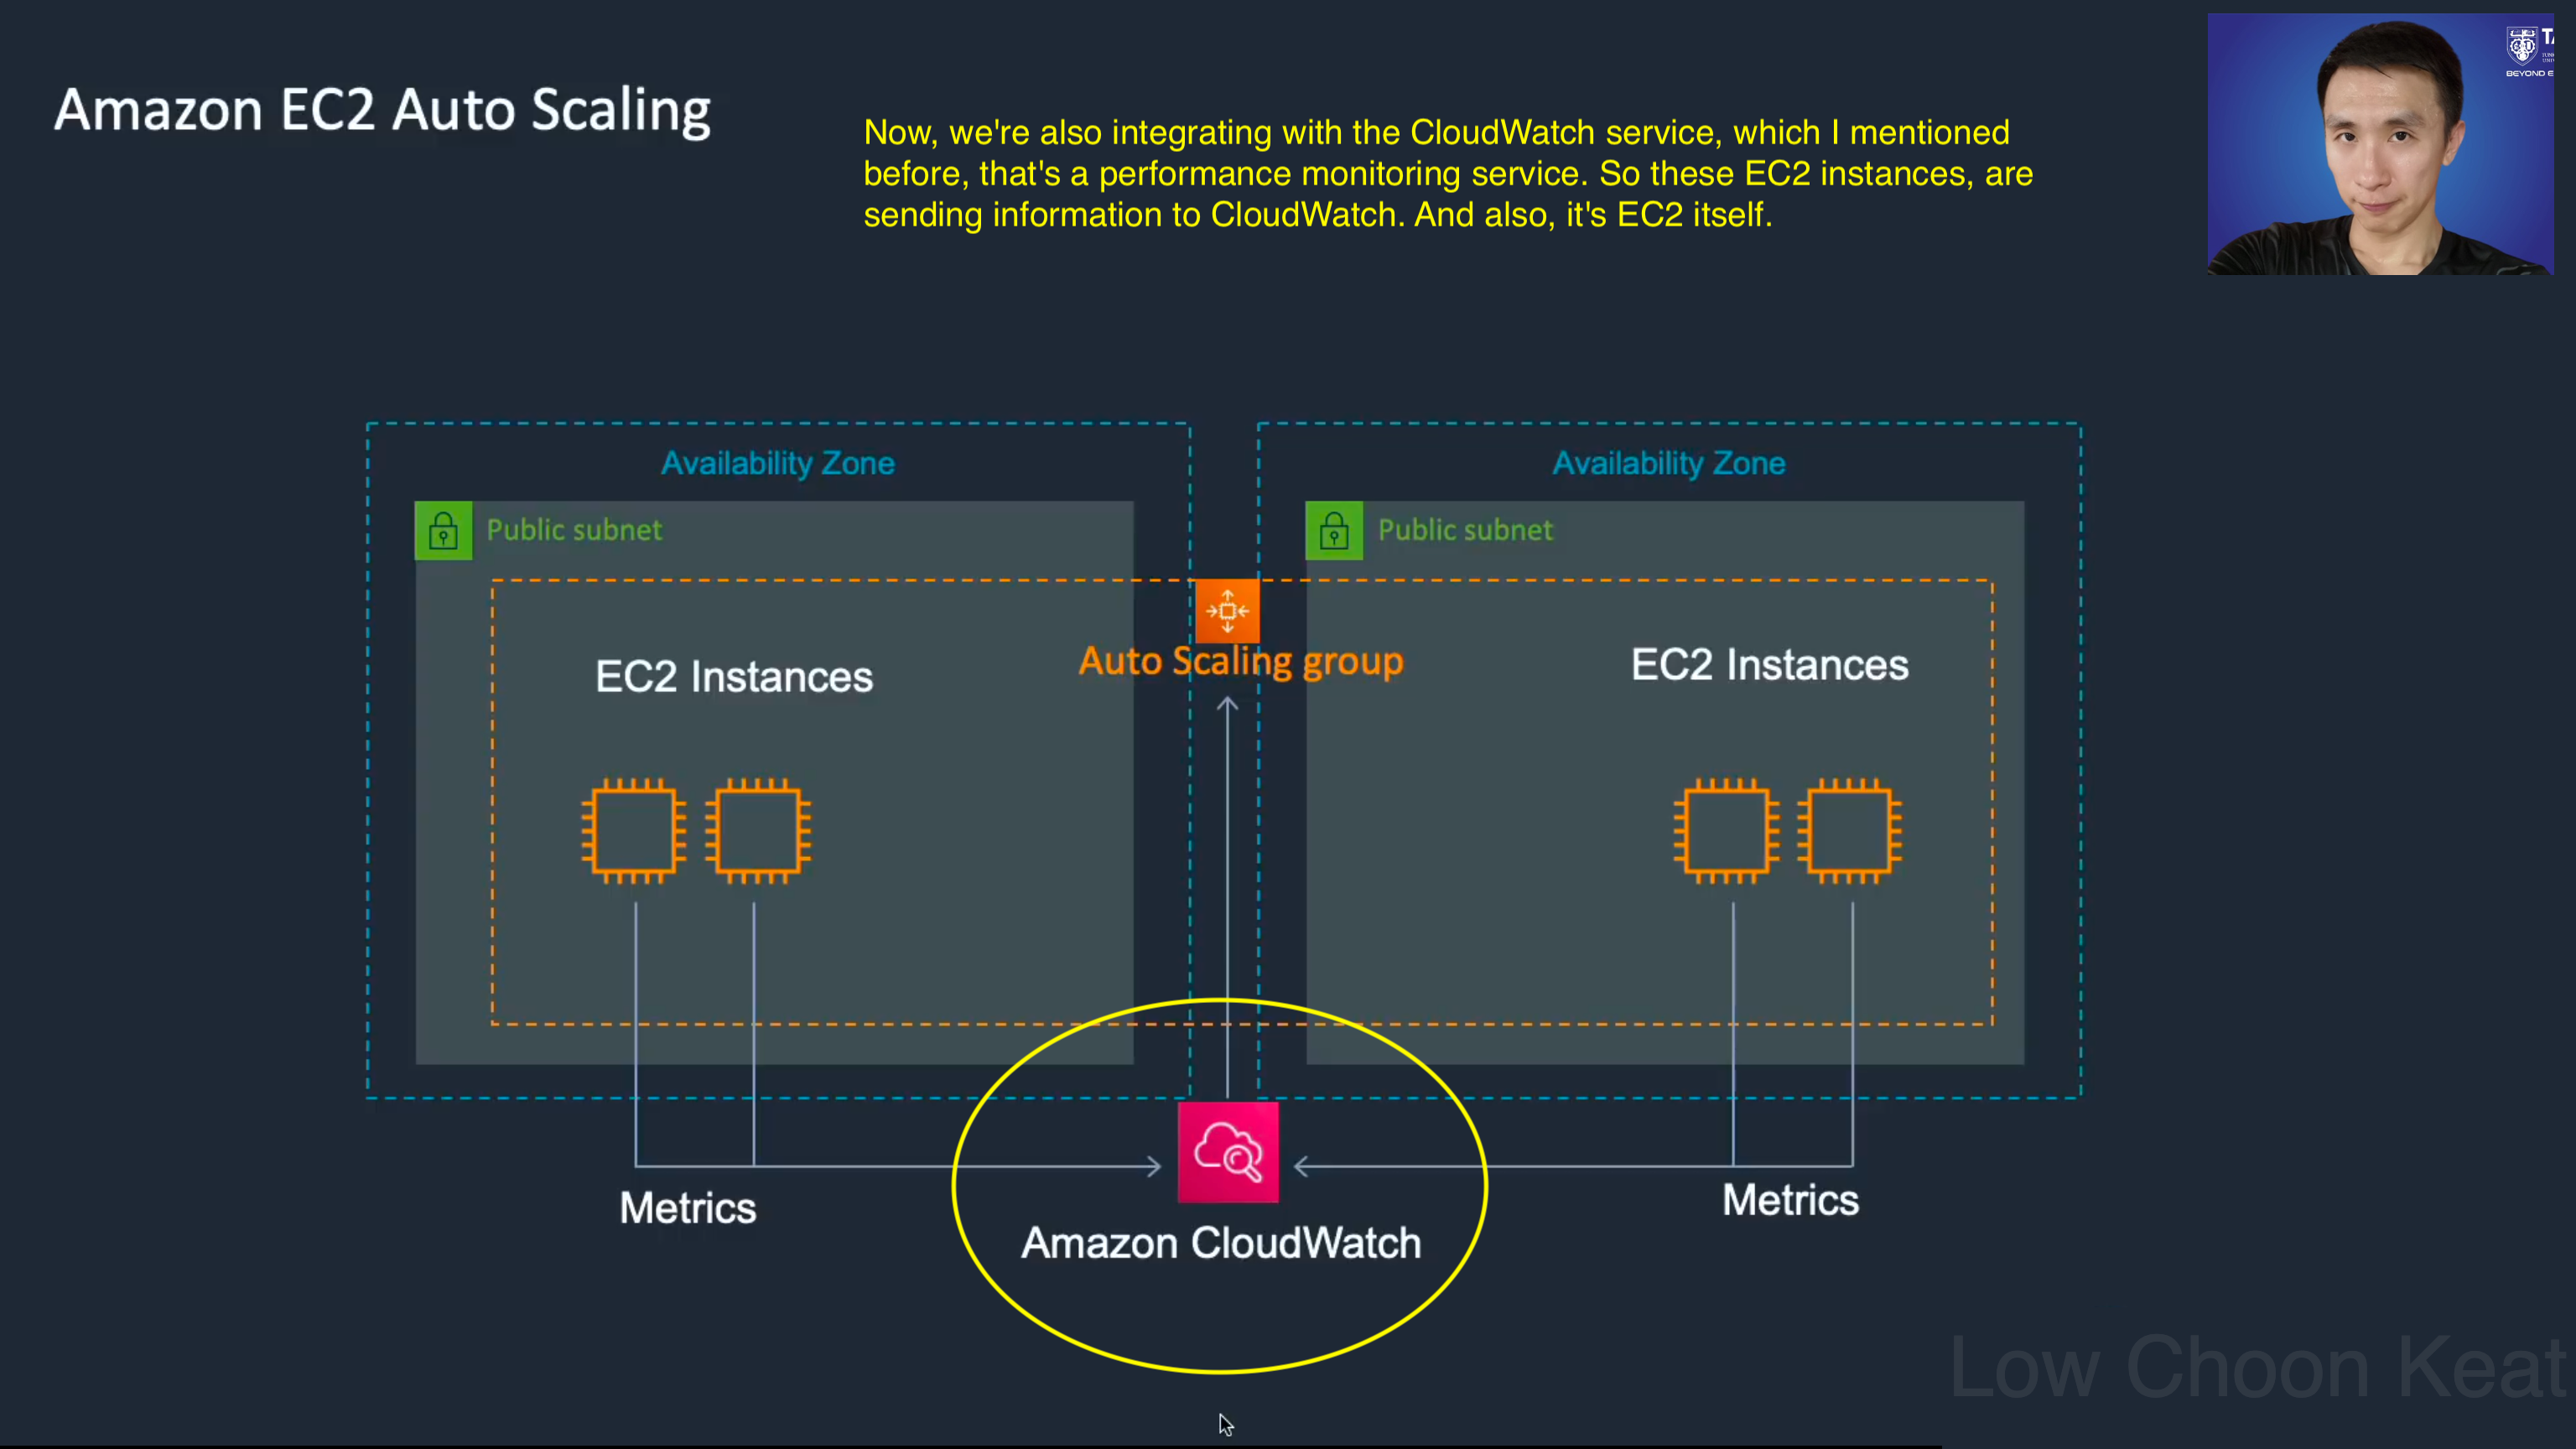 Amazon EC2 Auto Scaling
Now, we're also integrating with the CloudWatch service, which I mentioned
before, that's a performance monitoring service. So these EC2 instances, are
sending information to CloudWatch. And also, it's EC2 itself.
BEYOND E
Availability Zone
Availability Zone
Public subnet
Public subnet
Auto Scaling group
EC2 Instances
EC2 Instances
Metrics
Metrics
Amazon CloudWatch
Low Choon Keat